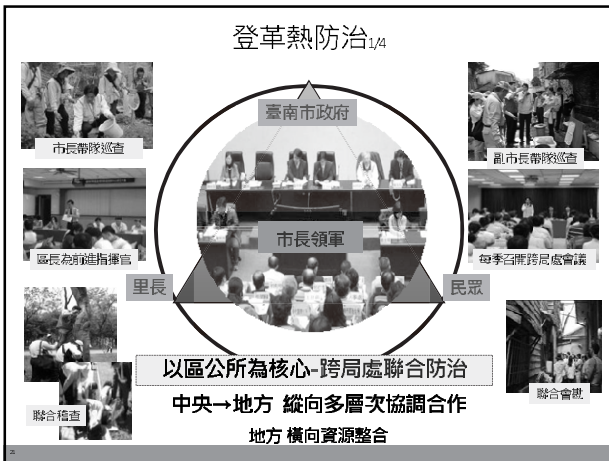 登革熱防治1/4
臺南市政府
市長帶隊巡查
副市長帶隊巡查
市長領軍
區長為前進指揮官
每季召開跨局處會議
里長
民眾
以區公所為核心-跨局處聯合防治
聯合稽查
聯合會勘
中央→地方 縱向多層次協調合作
地方 橫向資源整合